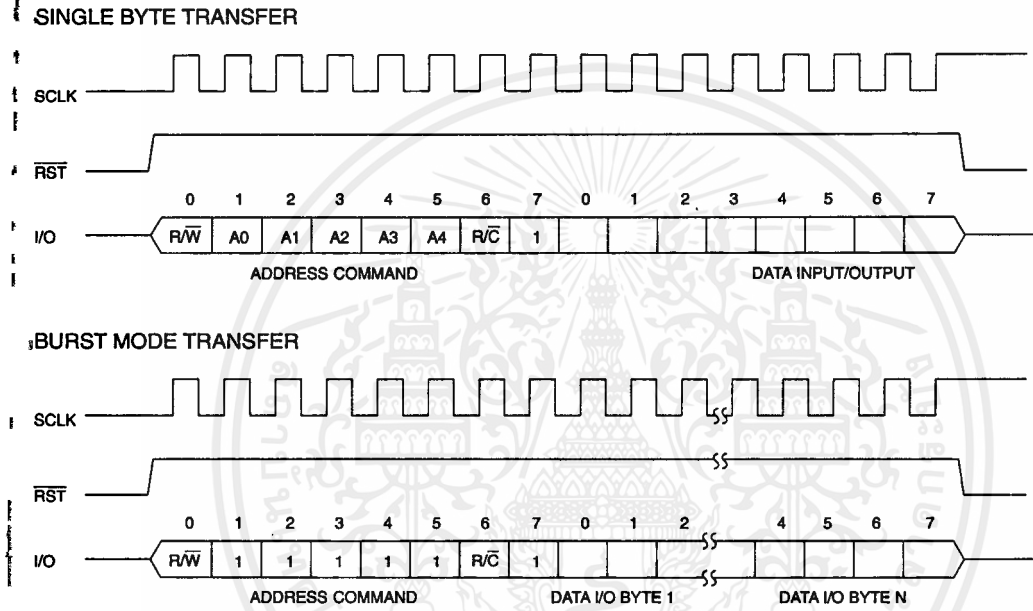 SINGLE BYTE TRANSFER
SCLK
R̅S̅T̅
0 1 2 3 4 5 6 7 0 1 2 3 4 5 6 7
I/O R/W̅ A0 A1 A2 A3 A4 R/C̅ 1
ADDRESS COMMAND DATA INPUT/OUTPUT
BURST MODE TRANSFER
SCLK
R̅S̅T̅
0 1 2 3 4 5 6 7 0 1 2 4 5 6 7
I/O R/W̅ 1 1 1 1 1 R/C̅ 1
ADDRESS COMMAND DATA I/O BYTE 1 DATA I/O BYTE N